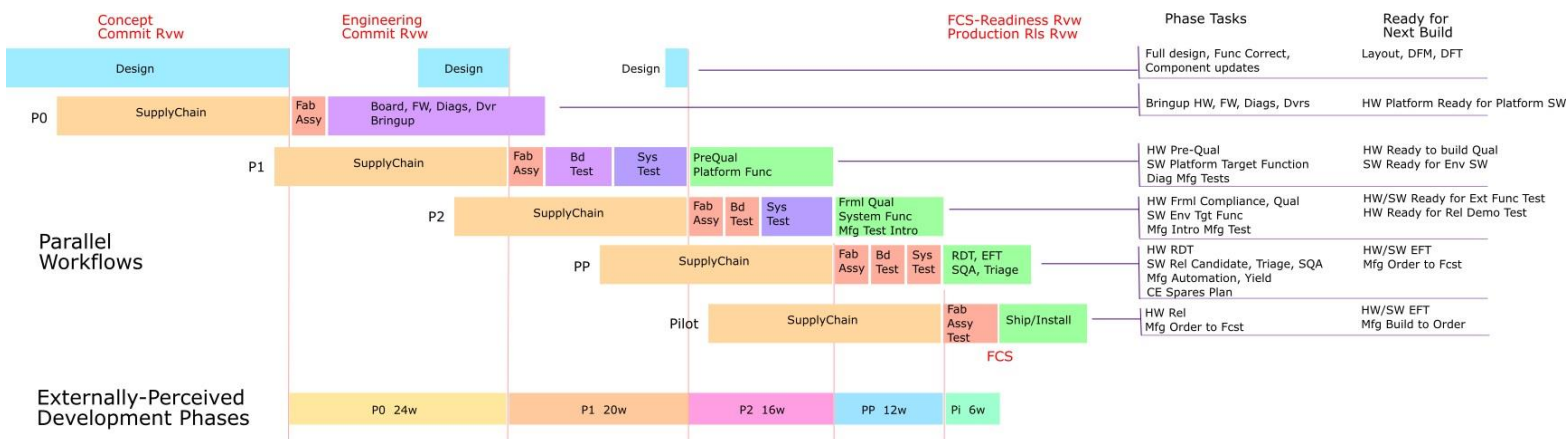 Concept
Commit Rvw
Engineering
Commit Rvw
FCS-Readiness Rvw
Production Rls Rvw
Phase Tasks
Ready for
Next Build
Design
Design
Design
Full design, Func Correct,
Component updates
Layout, DFM, DFT
P0
SupplyChain
Fab
Assy
Board, FW, Diags, Dvr
Bringup
Bringup HW, FW, Diags, Dvrs
HW Platform Ready for Platform SW
P1
SupplyChain
Fab
Assy
Bd
Test
Sys
Test
PreQual
Platform Func
HW Pre-Qual
SW Platform Target Function
Diag Mfg Tests
HW Ready to build Qual
SW Ready for Env SW
P2
SupplyChain
Fab
Assy
Bd
Test
Sys
Test
Frml Qual
System Func
Mfg Test Intro
HW Frml Compliance, Qual
SW Env Tgt Func
Mfg Intro Mfg Test
HW/SW Ready for Ext Func Test
HW Ready for Rel Demo Test
Parallel
Workflows
PP
SupplyChain
Fab
Assy
Bd
Test
Sys
Test
RDT, EFT
SQA, Triage
HW RDT
SW Rel Candidate, Triage, SQA
Mfg Automation, Yield
CE Spares Plan
HW/SW EFT
Mfg Order to Fcst
Pilot
SupplyChain
Fab
Assy
Test
Ship/Install
HW Rel
Mfg Order to Fcst
HW/SW EFT
Mfg Build to Order
FCS
Externally-Perceived
Development Phases
P0 24w
P1 20w
P2 16w
PP 12w
Pi 6w